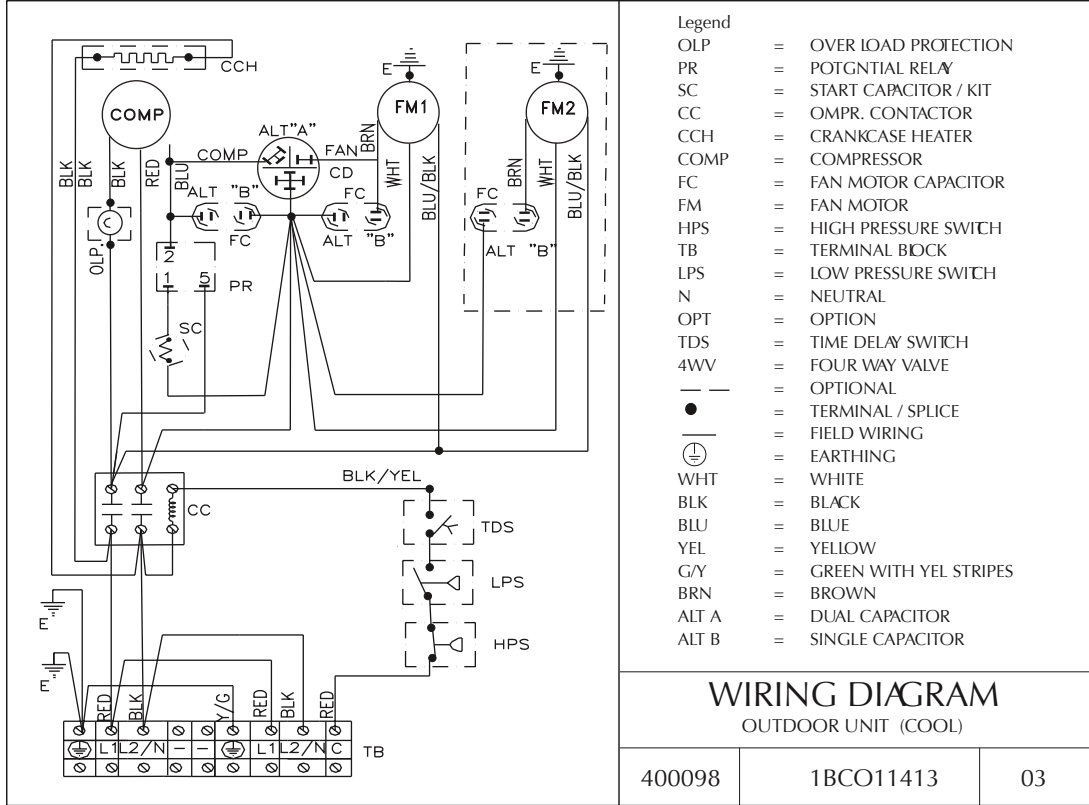 CCH
COMP
E
FM1
E
FM2
ALT"A"
COMP
FAN
CD
BLK
BLK
BLK
RED
BLU
BRN
WHT
BLU/BLK
BRN
WHT
BLU/BLK
ALT "B"
FC
FC
ALT "B"
FC
ALT "B"
C
OLP.
2
1 5
PR
SC
BLK/YEL
CC
TDS
LPS
HPS
E
E
RED
BLK
Y/G
RED
BLK
RED
L1 L2/N – – L1 L2/N C
TB
Legend
OLP = OVER LOAD PROTECTION
PR = POTGNTIAL RELAY
SC = START CAPACITOR / KIT
CC = OMPR. CONTACTOR
CCH = CRANKCASE HEATER
COMP = COMPRESSOR
FC = FAN MOTOR CAPACITOR
FM = FAN MOTOR
HPS = HIGH PRESSURE SWITCH
TB = TERMINAL BLOCK
LPS = LOW PRESSURE SWITCH
N = NEUTRAL
OPT = OPTION
TDS = TIME DELAY SWITCH
4WV = FOUR WAY VALVE
= OPTIONAL
= TERMINAL / SPLICE
= FIELD WIRING
= EARTHING
WHT = WHITE
BLK = BLACK
BLU = BLUE
YEL = YELLOW
G/Y = GREEN WITH YEL STRIPES
BRN = BROWN
ALT A = DUAL CAPACITOR
ALT B = SINGLE CAPACITOR
WIRING DIAGRAM
OUTDOOR UNIT (COOL)
400098
1BCO11413
03